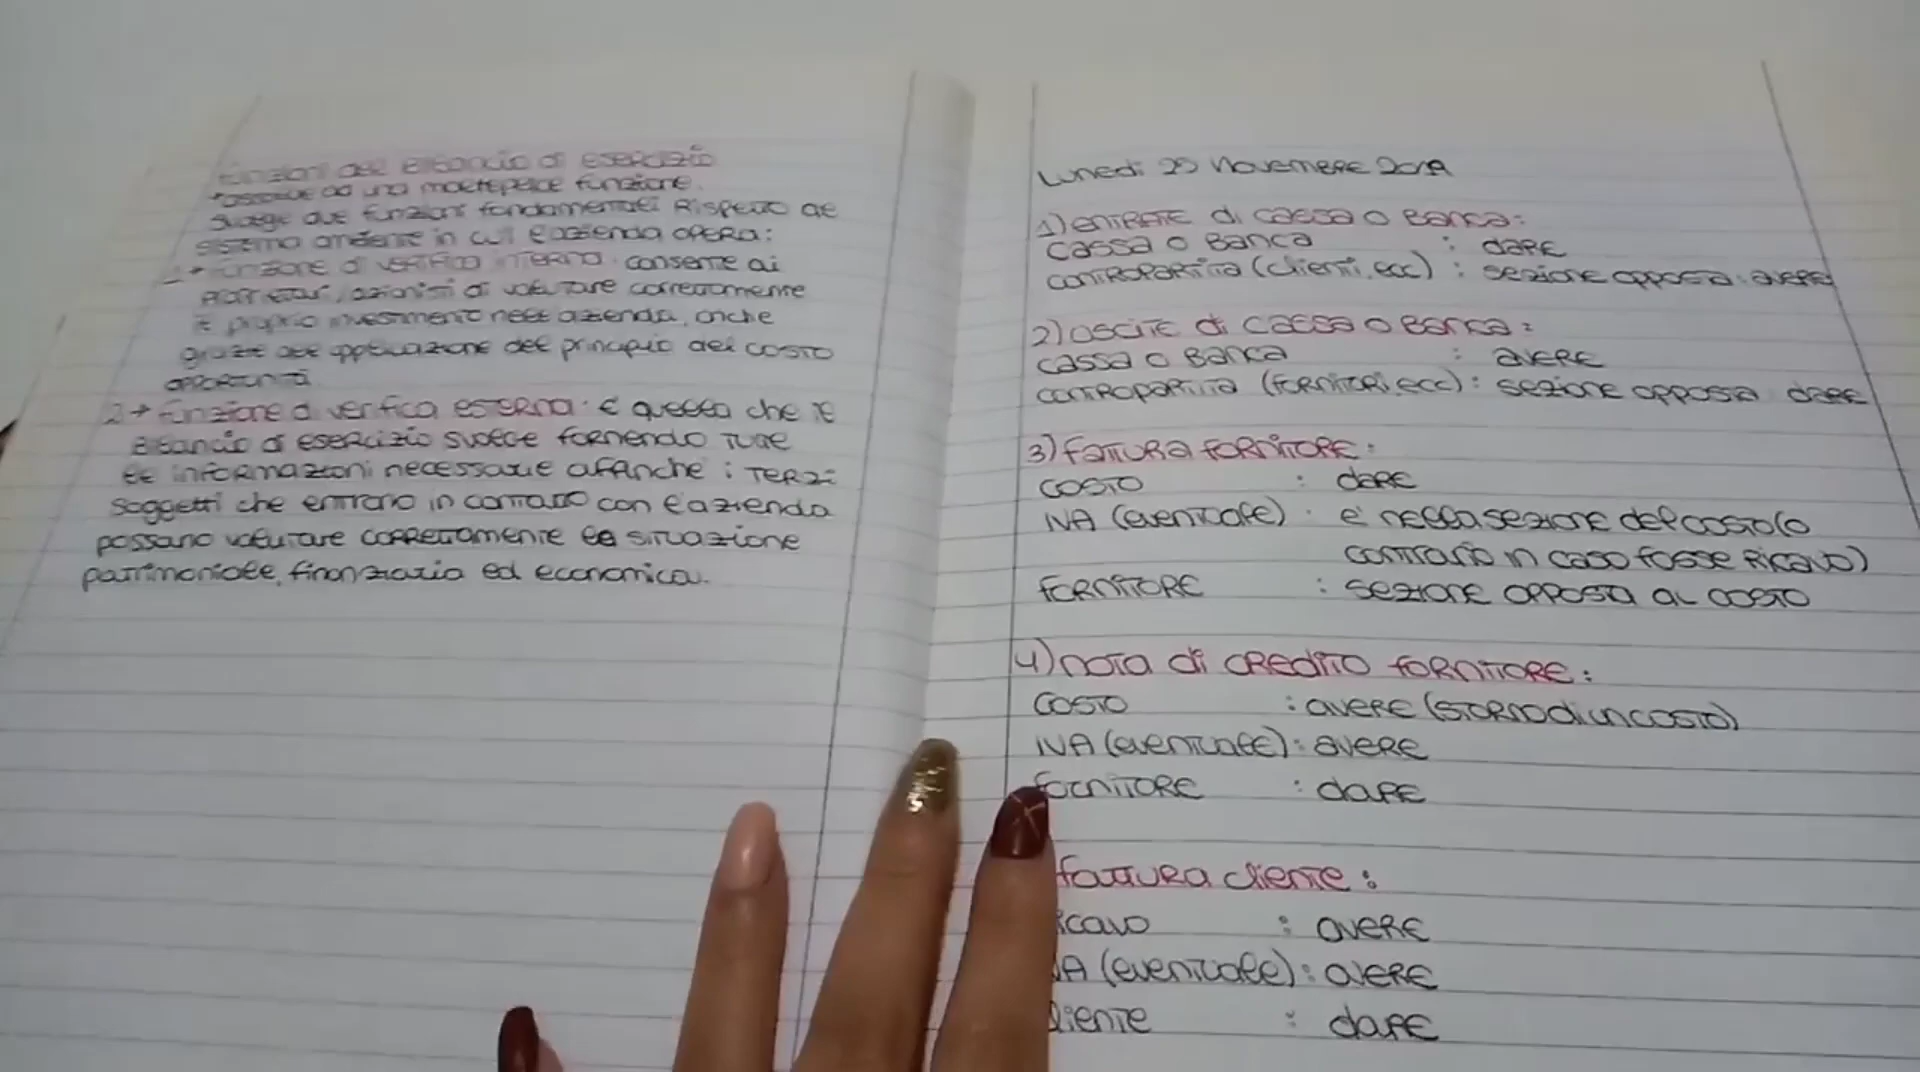 funzioni del Bilancio di esercizio
*assolve ad una molteplice funzione.
svolge due funzioni fondamentali rispetto al
sistema ambiente in cui l'azienda opera:
1→ funzione di verifica interna: consente ai
proprietari/azionisti di valutare correttamente
il proprio investimento nell'azienda, anche
grazie all'applicazione del principio del costo
opportunità
2→ funzione di verifica esterna: è quella che il
Bilancio di esercizio svolge fornendo tutte
le informazioni necessarie affinché i terzi
soggetti che entrano in contatto con l'azienda
possano valutare correttamente la situazione
patrimoniale, finanziaria ed economica.
Lunedì 25 Novembre 2019
1) entrate di cassa o banca:
cassa o banca : dare
contropartita (clienti, ecc) : sezione opposta: avere
2) uscite di cassa o banca:
cassa o banca : avere
contropartita (fornitori, ecc) : sezione opposta: dare
3) fattura fornitore:
costo : dare
IVA (eventuale) : è nella sezione del costo (o
contrario in caso fosse ricavo)
fornitore : sezione opposta al costo
4) nota di credito fornitore:
costo : avere (storno di un costo)
IVA (eventuale) : avere
fornitore : dare
fattura cliente:
icavo : avere
VA (eventuale) : avere
liente : dare